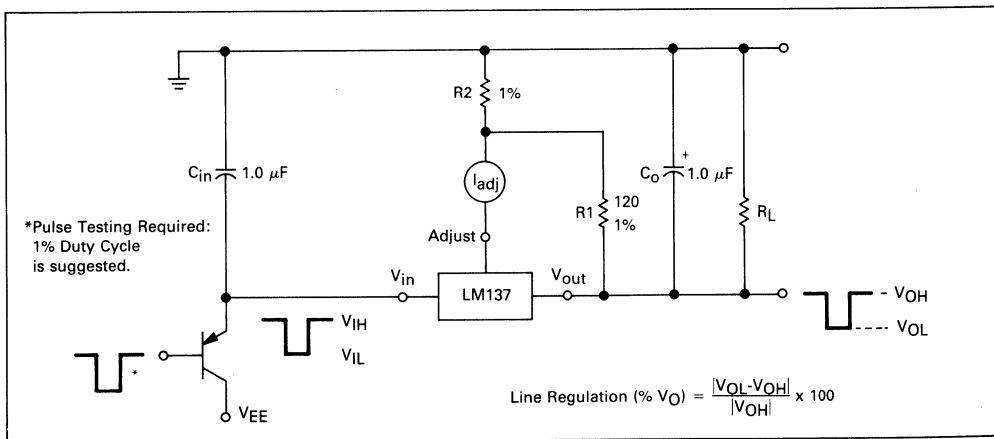 R2
1%
Cin
1.0 μF
Iadj
+
Co
1.0 μF
R1
120
1%
RL
*Pulse Testing Required:
1% Duty Cycle
is suggested.
Adjust
Vin
LM137
Vout
VIH
VIL
VOH
VOL
*
VEE
Line Regulation (% VO) = |VOL-VOH| / |VOH| x 100